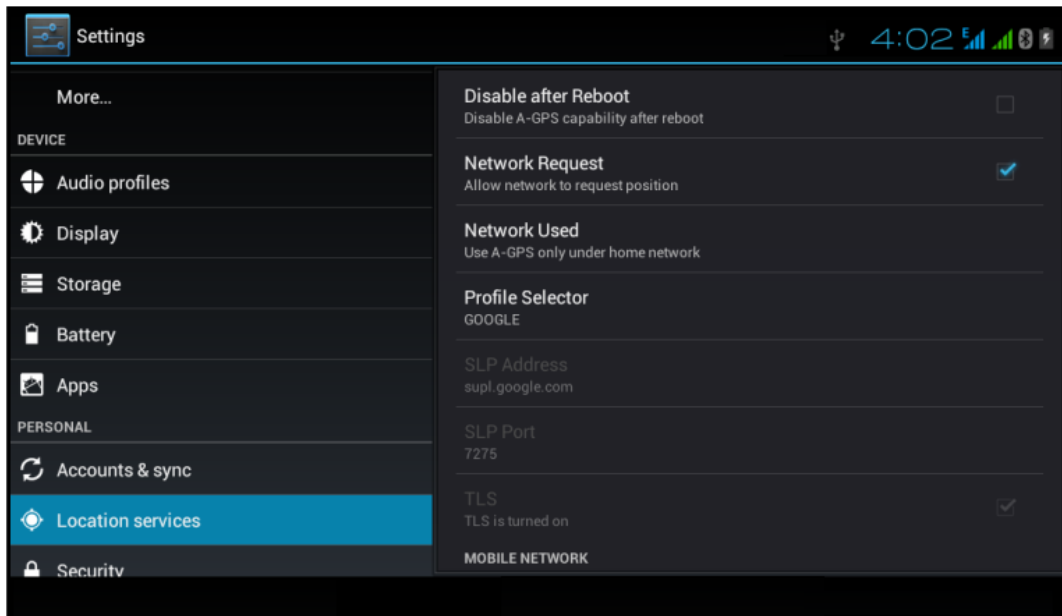 Settings
4:02
E
More...
DEVICE
Audio profiles
Display
Storage
Battery
Apps
PERSONAL
Accounts & sync
Location services
Security
Disable after Reboot
Disable A-GPS capability after reboot
Network Request
Allow network to request position
Network Used
Use A-GPS only under home network
Profile Selector
GOOGLE
SLP Address
supl.google.com
SLP Port
7275
TLS
TLS is turned on
MOBILE NETWORK